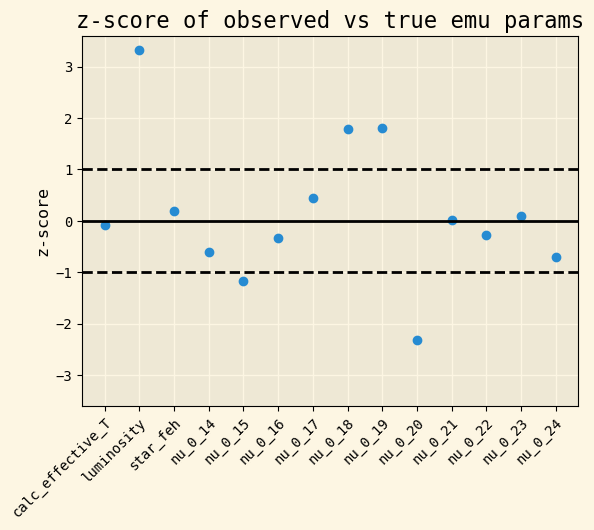 z-score of observed vs true emu params
z-score
3
2
1
0
−1
−2
−3
calc_effective_T
luminosity
star_feh
nu_0_14
nu_0_15
nu_0_16
nu_0_17
nu_0_18
nu_0_19
nu_0_20
nu_0_21
nu_0_22
nu_0_23
nu_0_24